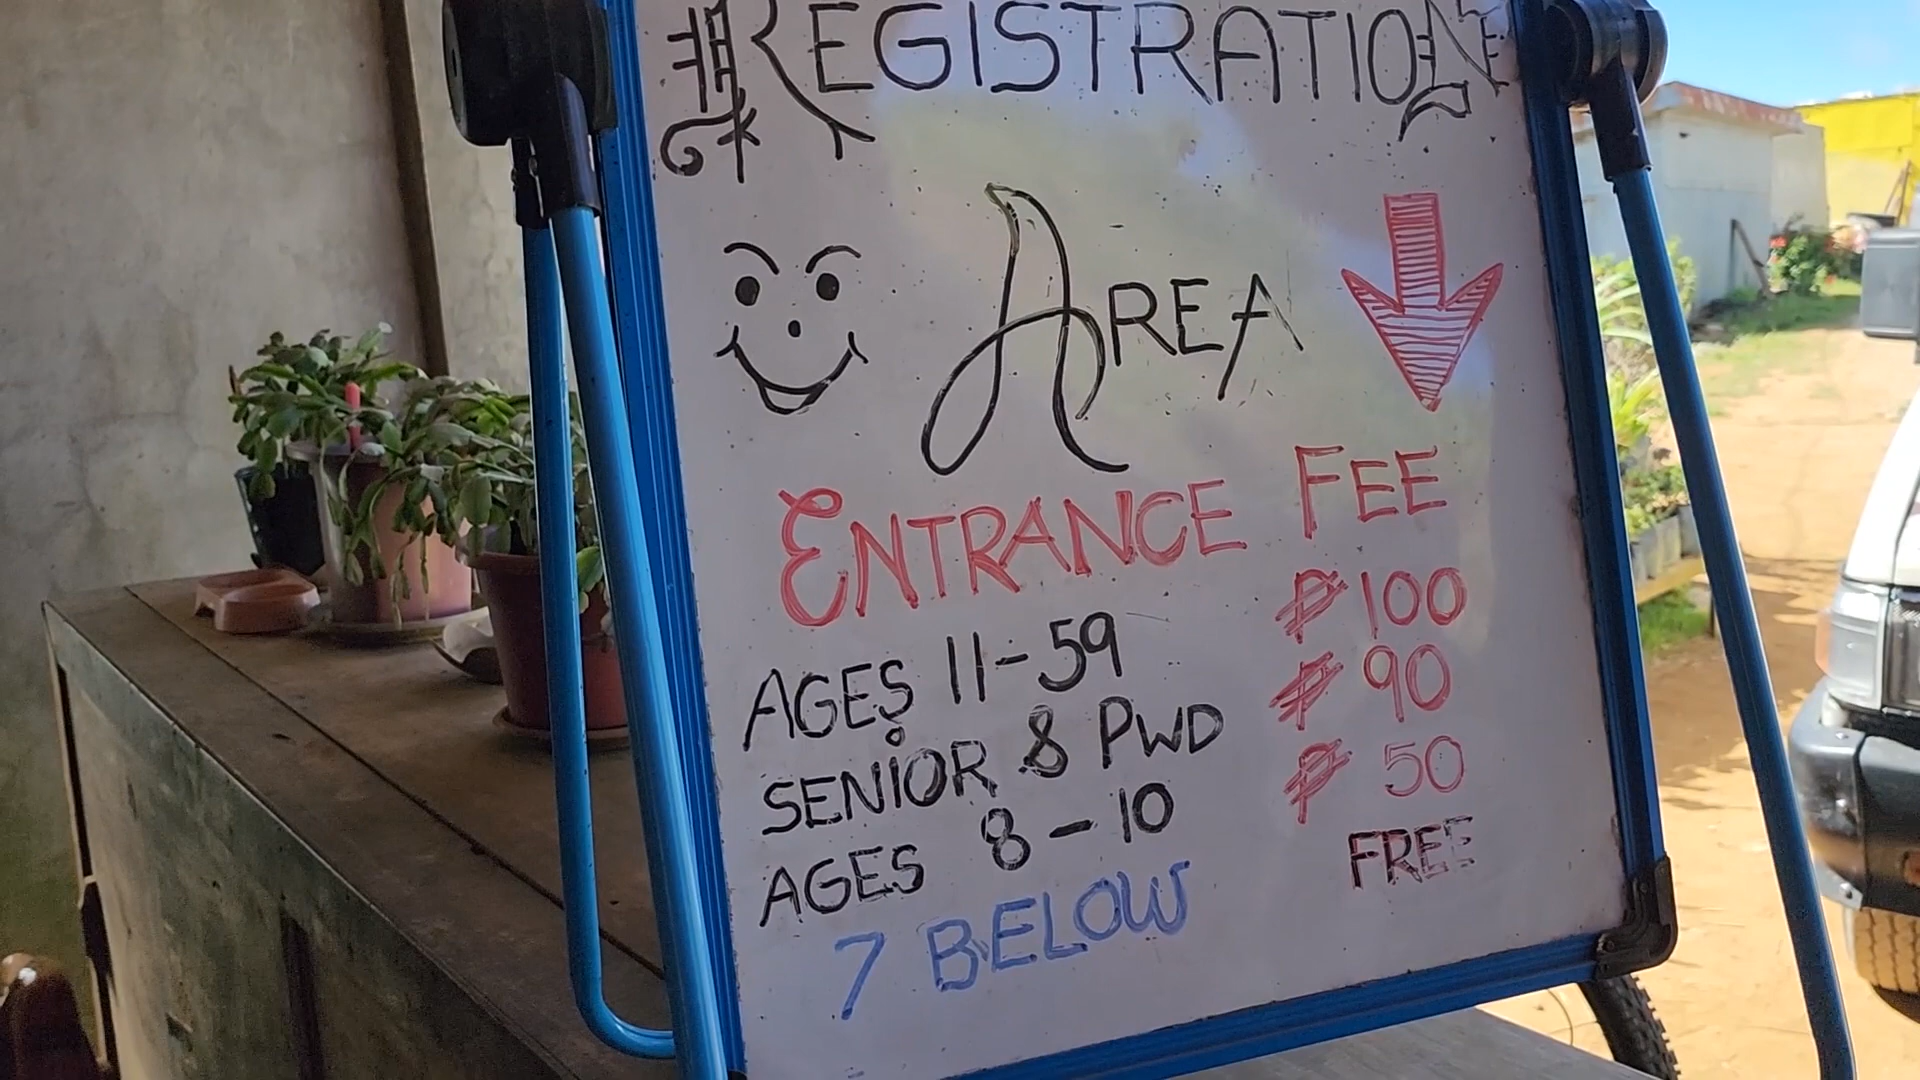 REGISTRATION
AREA
ENTRANCE FEE
AGES 11-59 ₱100
SENIOR & PWD ₱90
AGES 8-10 ₱50
7 BELOW FREE